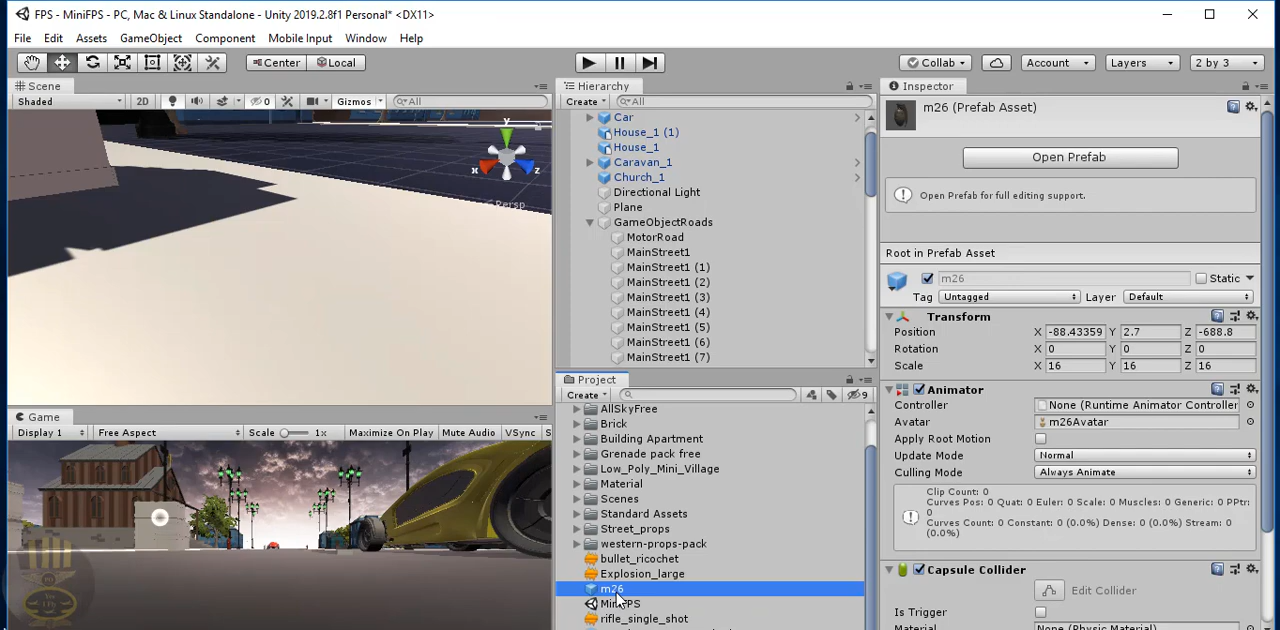 FPS - MiniFPS - PC, Mac & Linux Standalone - Unity 2019.2.8f1 Personal* <DX11>
File Edit Assets GameObject Component Mobile Input Window Help
Center Local Collab Account Layers 2 by 3
Scene
Shaded 2D 0 Gizmos All
y
x
z
Persp
Game
Display 1 Free Aspect Scale 1x Maximize On Play Mute Audio VSync S
Hierarchy
Create All
Car
House_1 (1)
House_1
Caravan_1
Church_1
Directional Light
Plane
GameObjectRoads
MotorRoad
MainStreet1
MainStreet1 (1)
MainStreet1 (2)
MainStreet1 (3)
MainStreet1 (4)
MainStreet1 (5)
MainStreet1 (6)
MainStreet1 (7)
Project
Create 9
AllSkyFree
Brick
Building Apartment
Grenade pack free
Low_Poly_Mini_Village
Material
Scenes
Standard Assets
Street_props
western-props-pack
bullet_ricochet
Explosion_large
m26
MiniFPS
rifle_single_shot
Inspector
m26 (Prefab Asset)
Open Prefab
Open Prefab for full editing support.
Root in Prefab Asset
m26 Static
Tag Untagged Layer Default
Transform
Position X -88.43359 Y 2.7 Z -688.8
Rotation X 0 Y 0 Z 0
Scale X 16 Y 16 Z 16
Animator
Controller None (Runtime Animator Controller
Avatar m26Avatar
Apply Root Motion
Update Mode Normal
Culling Mode Always Animate
Clip Count: 0
Curves Pos: 0 Quat: 0 Euler: 0 Scale: 0 Muscles: 0 Generic: 0 PPtr:
0
Curves Count: 0 Constant: 0 (0.0%) Dense: 0 (0.0%) Stream: 0
(0.0%)
Capsule Collider
Edit Collider
Is Trigger
Material None (Physic Material)